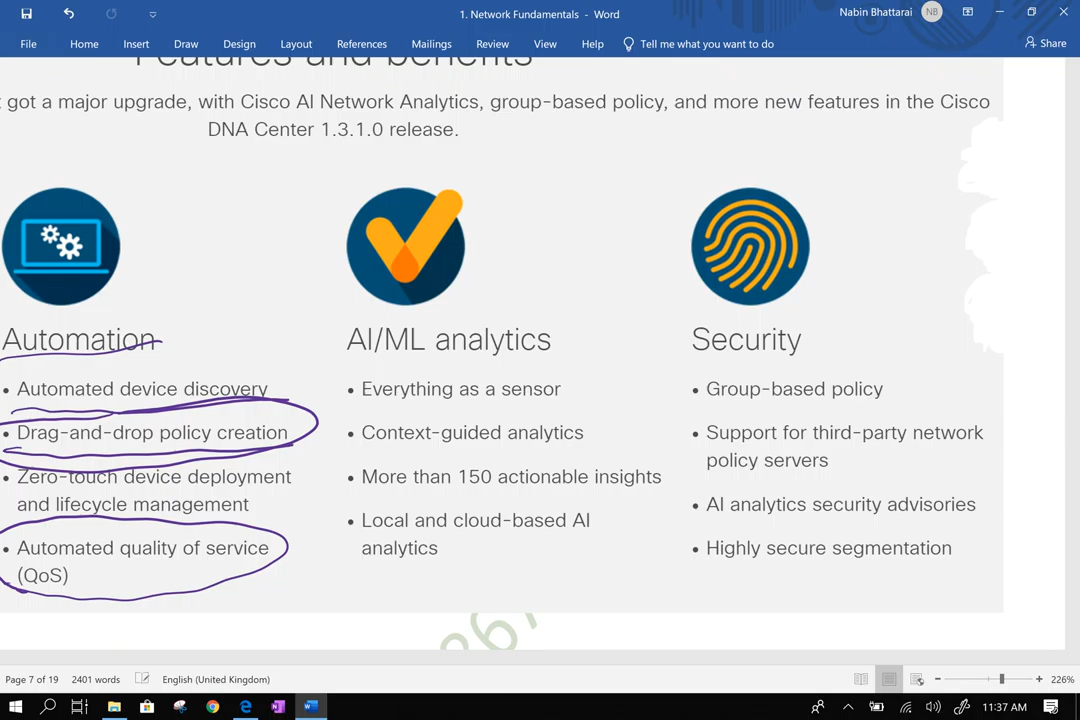 1. Network Fundamentals - Word
Nabin Bhattarai NB
File Home Insert Draw Design Layout References Mailings Review View Help Tell me what you want to do Share
Features and benefits
got a major upgrade, with Cisco AI Network Analytics, group-based policy, and more new features in the Cisco
DNA Center 1.3.1.0 release.
Automation
• Automated device discovery
• Drag-and-drop policy creation
• Zero-touch device deployment
and lifecycle management
• Automated quality of service
(QoS)
AI/ML analytics
• Everything as a sensor
• Context-guided analytics
• More than 150 actionable insights
• Local and cloud-based AI
analytics
Security
• Group-based policy
• Support for third-party network
policy servers
• AI analytics security advisories
• Highly secure segmentation
Page 7 of 19 2401 words English (United Kingdom) 226%
11:37 AM